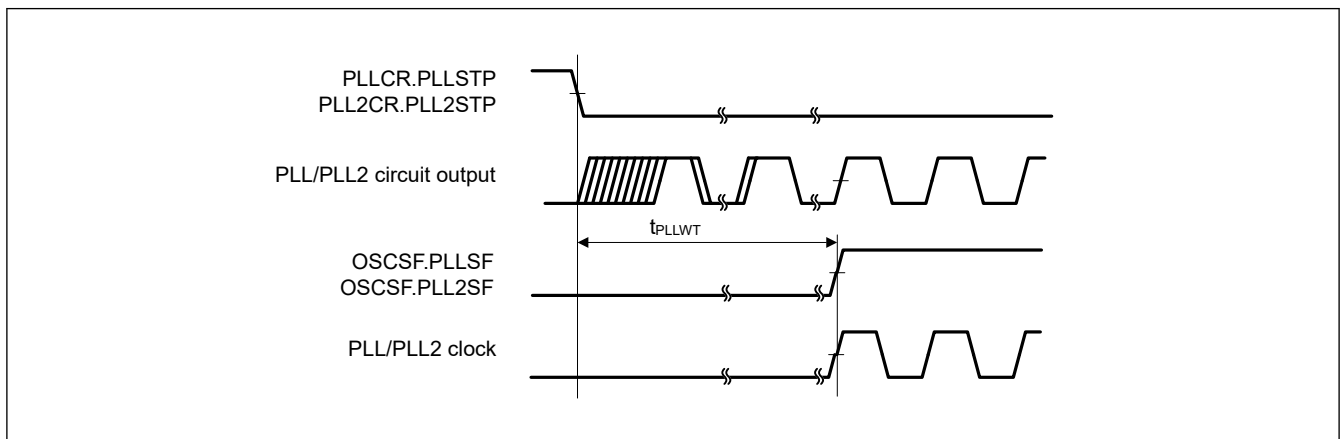 PLLCR.PLLSTP
PLL2CR.PLL2STP
PLL/PLL2 circuit output
tPLLWT
OSCSF.PLLSF
OSCSF.PLL2SF
PLL/PLL2 clock